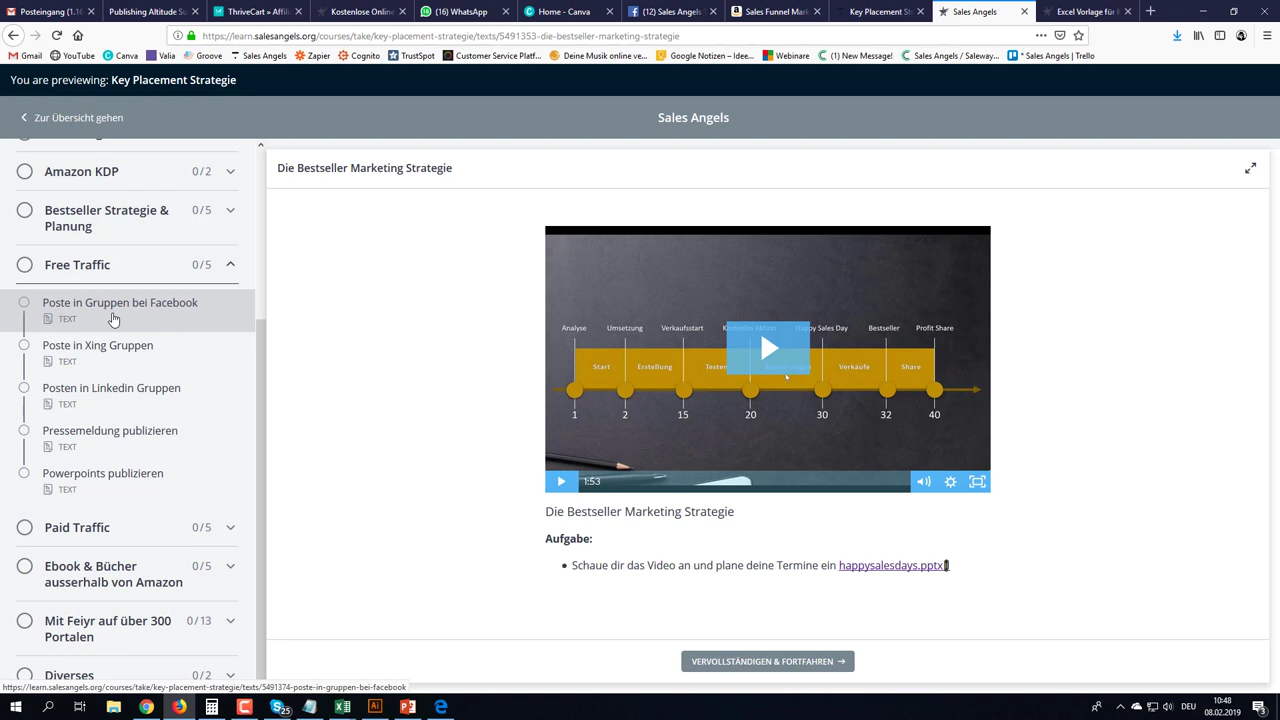 Posteingang (1.
Publishing Altitude Su
ThriveCart » Affili
Kostenlose Onlin
(16) WhatsApp
Home - Canva
(12) Sales Angels
Sales Funnel Mark
Key Placement Str
Sales Angels
Excel Vorlage für K
https://learn.salesangels.org/courses/take/key-placement-strategie/texts/5491353-die-bestseller-marketing-strategie
Gmail
YouTube
Canva
Valia
Groove
Sales Angels
Zapier
Cognito
TrustSpot
Customer Service Platf...
Deine Musik online ve...
Google Notizen – Idee...
Webinare
(1) New Message!
Sales Angels / Saleway...
* Sales Angels | Trello
You are previewing: Key Placement Strategie
Zur Übersicht gehen
Sales Angels
Amazon KDP 0/2
Bestseller Strategie & 0/5
Planung
Free Traffic 0/5
Poste in Gruppen bei Facebook
TEXT
Poste in Xing Gruppen
TEXT
Posten in Linkedin Gruppen
TEXT
Pressemeldung publizieren
TEXT
Powerpoints publizieren
TEXT
Paid Traffic 0/5
Ebook & Bücher 0/6
ausserhalb von Amazon
Mit Feiyr auf über 300 0/13
Portalen
Diverses 0/2
Die Bestseller Marketing Strategie
Analyse Umsetzung Verkaufsstart Kostenlos Aktion Happy Sales Day Bestseller Profit Share
Start Erstellung Testen Verkäufe Share
1 2 15 20 30 32 40
1:53
Die Bestseller Marketing Strategie
Aufgabe:
Schaue dir das Video an und plane deine Termine ein happysalesdays.pptx
VERVOLLSTÄNDIGEN & FORTFAHREN →
https://learn.salesangels.org/courses/take/key-placement-strategie/texts/5491374-poste-in-gruppen-bei-facebook
25
DEU
10:48
08.02.2019
3